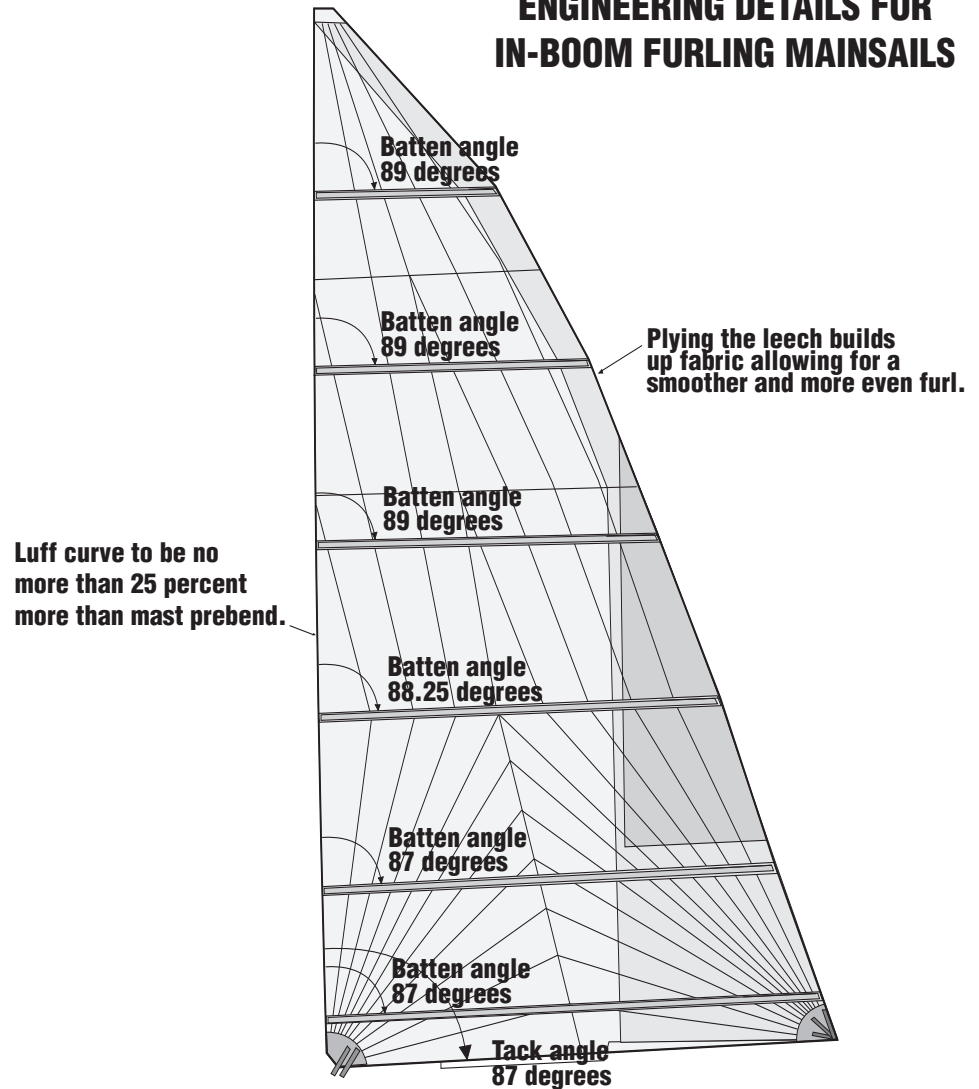 ENGINEERING DETAILS FOR
IN-BOOM FURLING MAINSAILS
Batten angle
89 degrees
Batten angle
89 degrees
Plying the leech builds
up fabric allowing for a
smoother and more even furl.
Batten angle
89 degrees
Luff curve to be no
more than 25 percent
more than mast prebend.
Batten angle
88.25 degrees
Batten angle
87 degrees
Batten angle
87 degrees
Tack angle
87 degrees